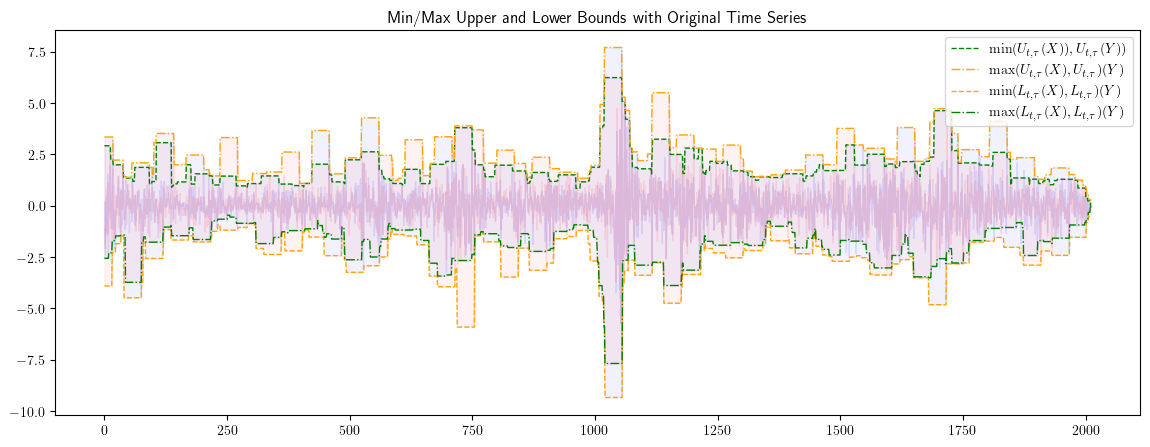 Min/Max Upper and Lower Bounds with Original Time Series
7.5
5.0
2.5
0.0
−2.5
−5.0
−7.5
−10.0
min(U_{t,τ}(X)), U_{t,τ}(Y))
max(U_{t,τ}(X), U_{t,τ})(Y)
min(L_{t,τ}(X), L_{t,τ})(Y)
max(L_{t,τ}(X), L_{t,τ})(Y)
0 250 500 750 1000 1250 1500 1750 2000